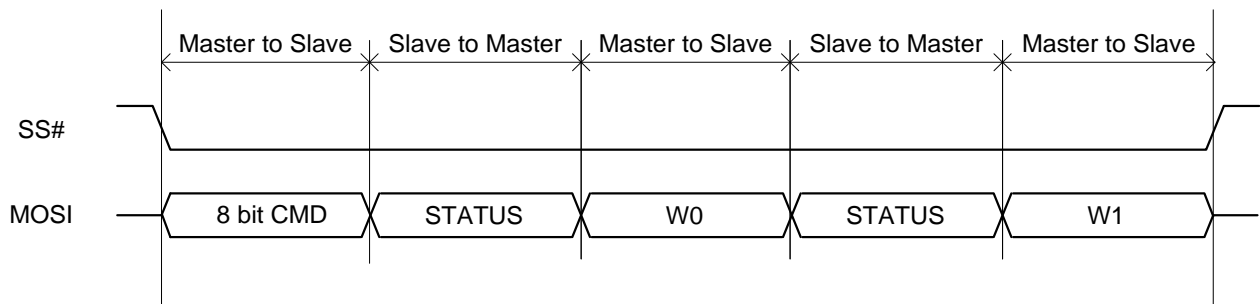 Master to Slave Slave to Master Master to Slave Slave to Master Master to Slave
SS#
MOSI 8 bit CMD STATUS W0 STATUS W1